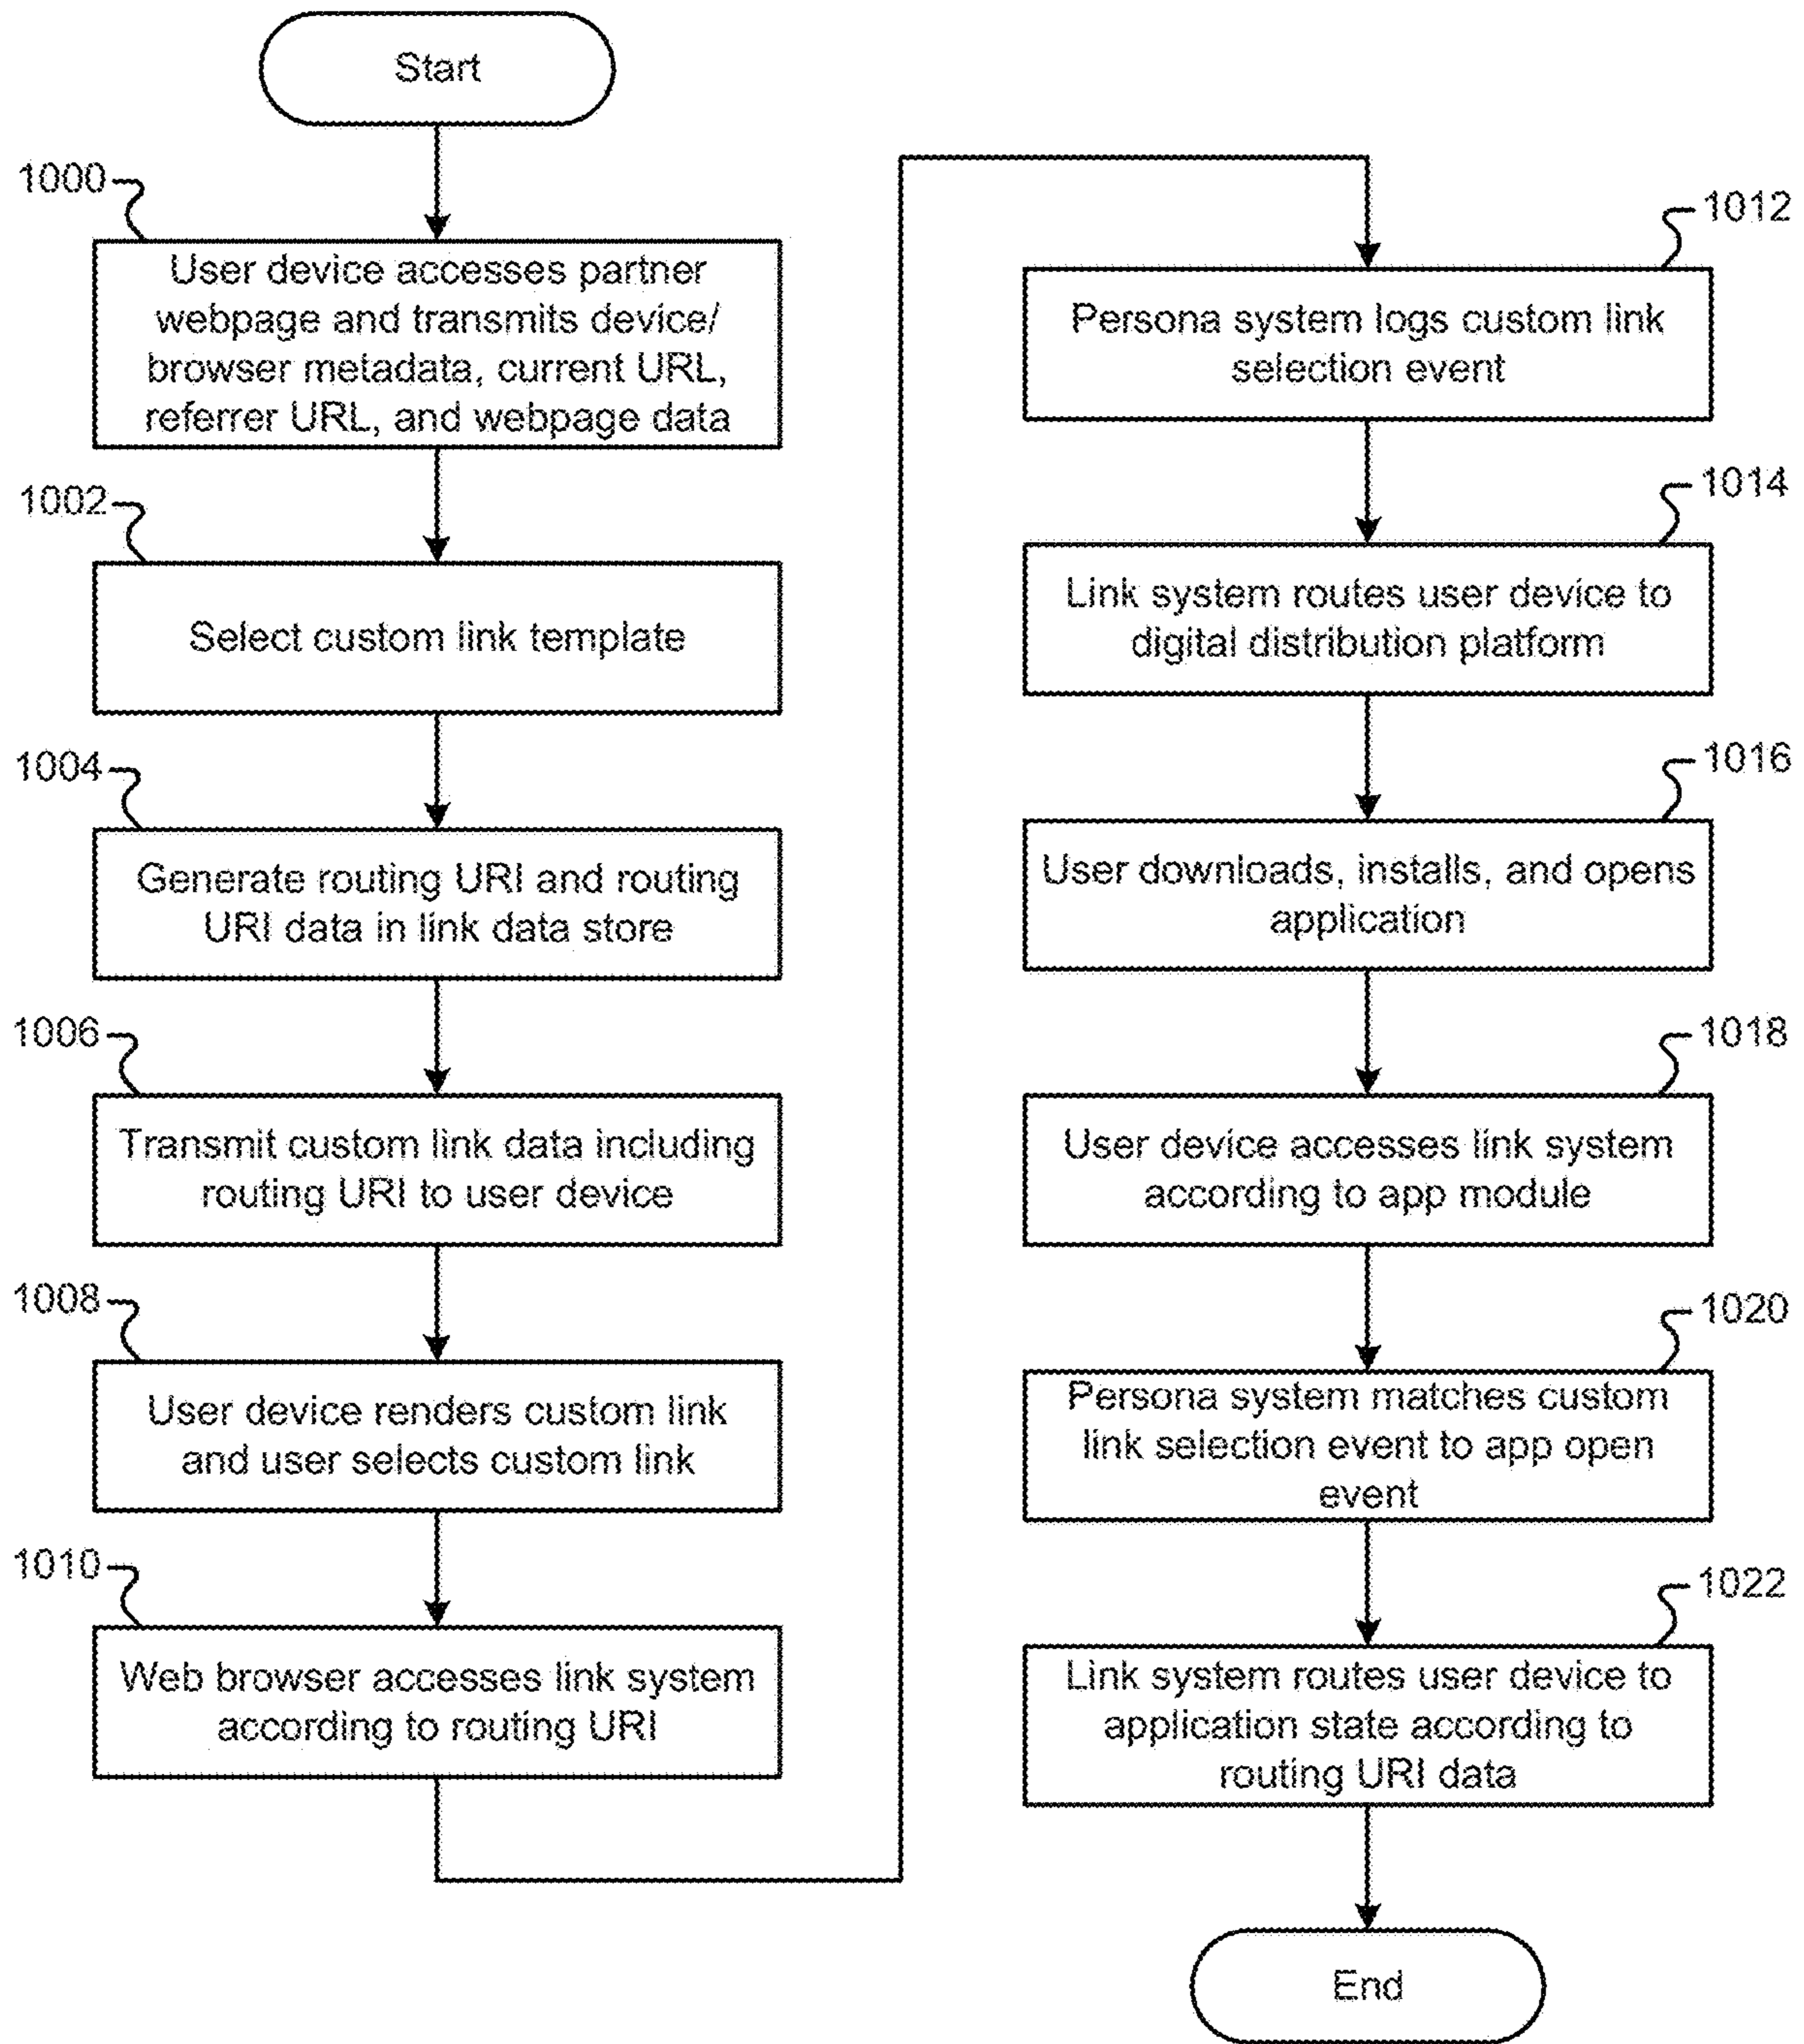 Start
1000
User device accesses partner
webpage and transmits device/
browser metadata, current URL,
referrer URL, and webpage data
1002
Select custom link template
1004
Generate routing URI and routing
URI data in link data store
1006
Transmit custom link data including
routing URI to user device
1008
User device renders custom link
and user selects custom link
1010
Web browser accesses link system
according to routing URI
1012
Persona system logs custom link
selection event
1014
Link system routes user device to
digital distribution platform
1016
User downloads, installs, and opens
application
1018
User device accesses link system
according to app module
1020
Persona system matches custom
link selection event to app open
event
1022
Link system routes user device to
application state according to
routing URI data
End